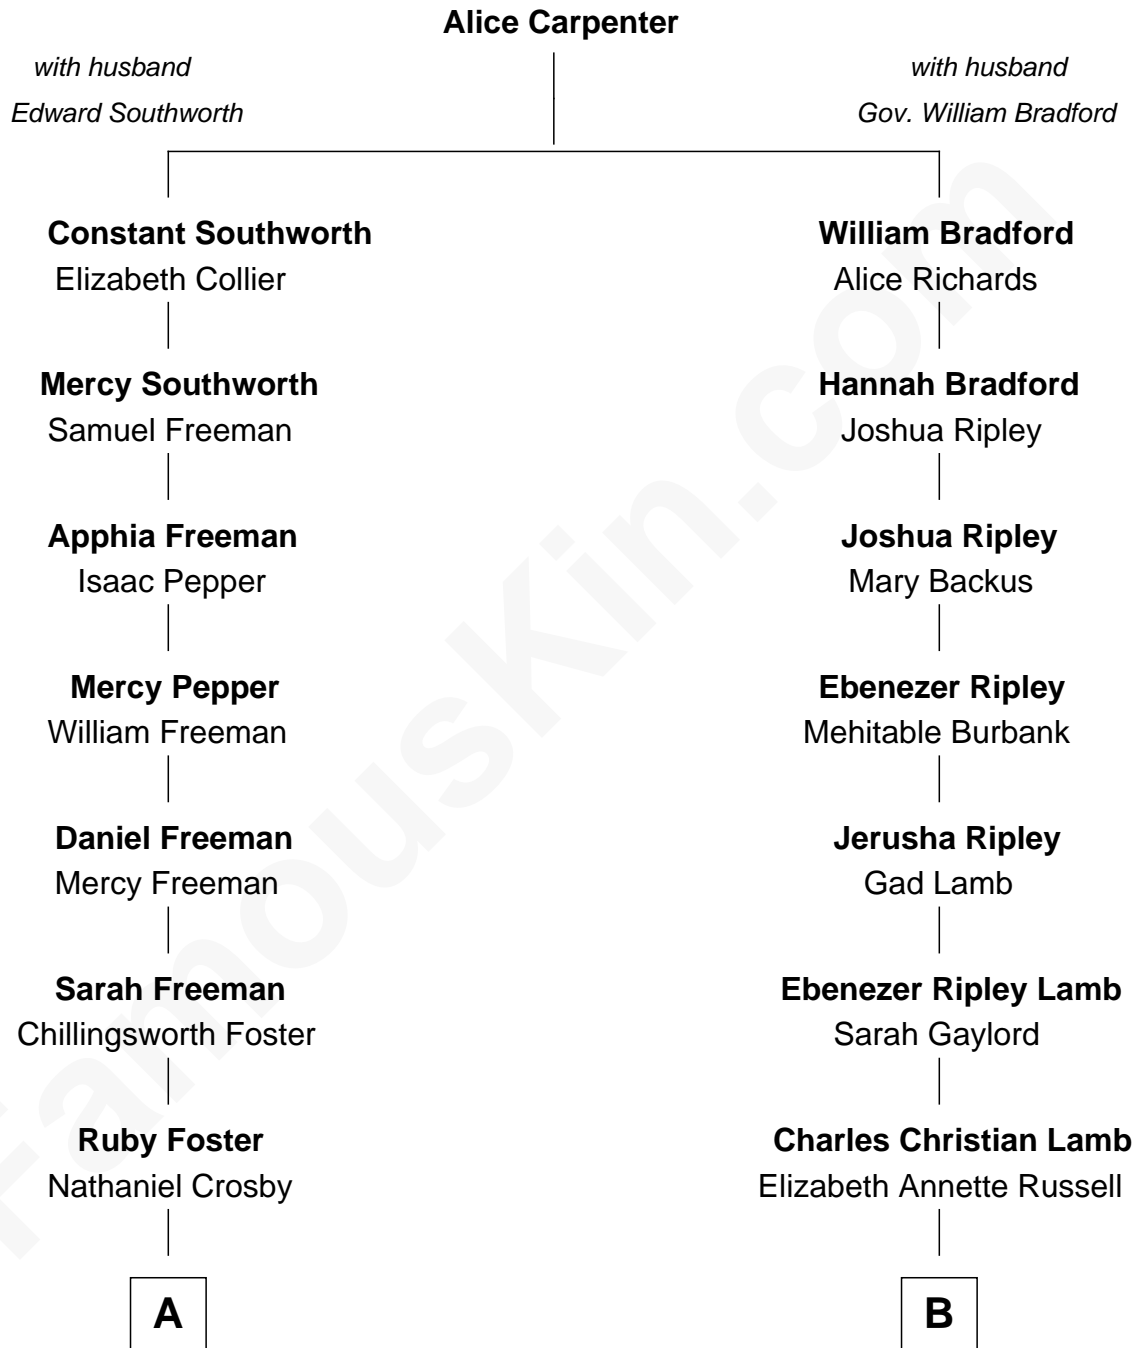 Alice Carpenter
with husband
Edward Southworth
with husband
Gov. William Bradford
Constant Southworth
Elizabeth Collier
William Bradford
Alice Richards
Mercy Southworth
Samuel Freeman
Hannah Bradford
Joshua Ripley
Apphia Freeman
Isaac Pepper
Joshua Ripley
Mary Backus
Mercy Pepper
William Freeman
Ebenezer Ripley
Mehitable Burbank
Daniel Freeman
Mercy Freeman
Jerusha Ripley
Gad Lamb
Sarah Freeman
Chillingsworth Foster
Ebenezer Ripley Lamb
Sarah Gaylord
Ruby Foster
Nathaniel Crosby
Charles Christian Lamb
Elizabeth Annette Russell
A
B
FamousKin.com